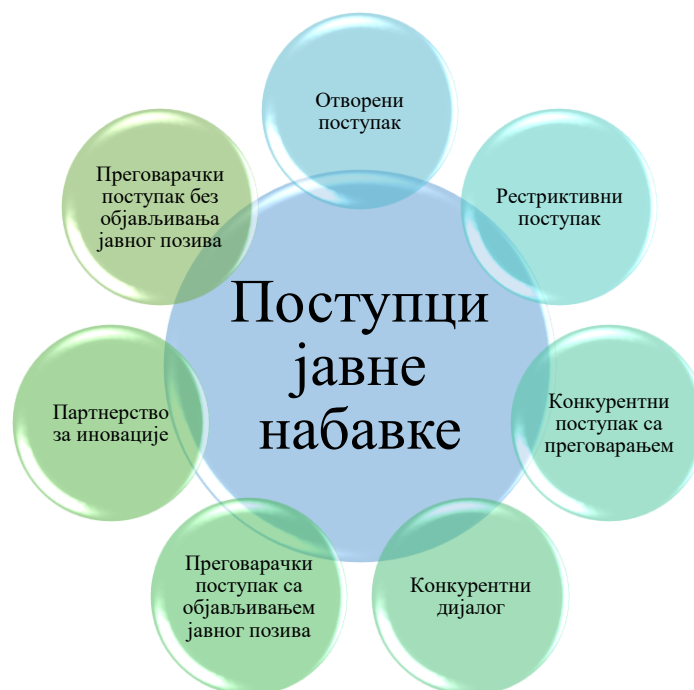 Отворени
поступак
Рестриктивни
поступак
Конкурентни
поступак са
преговарањем
Конкурентни
дијалог
Преговарачки
поступак са
објављивањем
јавног позива
Партнерство
за иновације
Преговарачки
поступак без
објављивања
јавног позива
Поступци
јавне
набавке